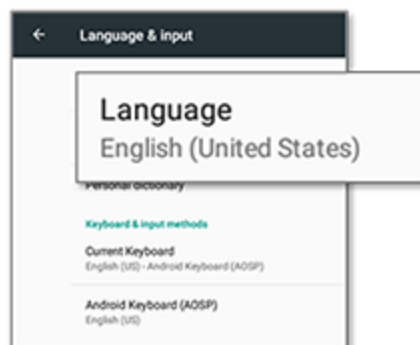 Language & input
Language
English (United States)
Personal dictionary
Keyboard & input methods
Current Keyboard
English (US) - Android Keyboard (AOSP)
Android Keyboard (AOSP)
English (US)